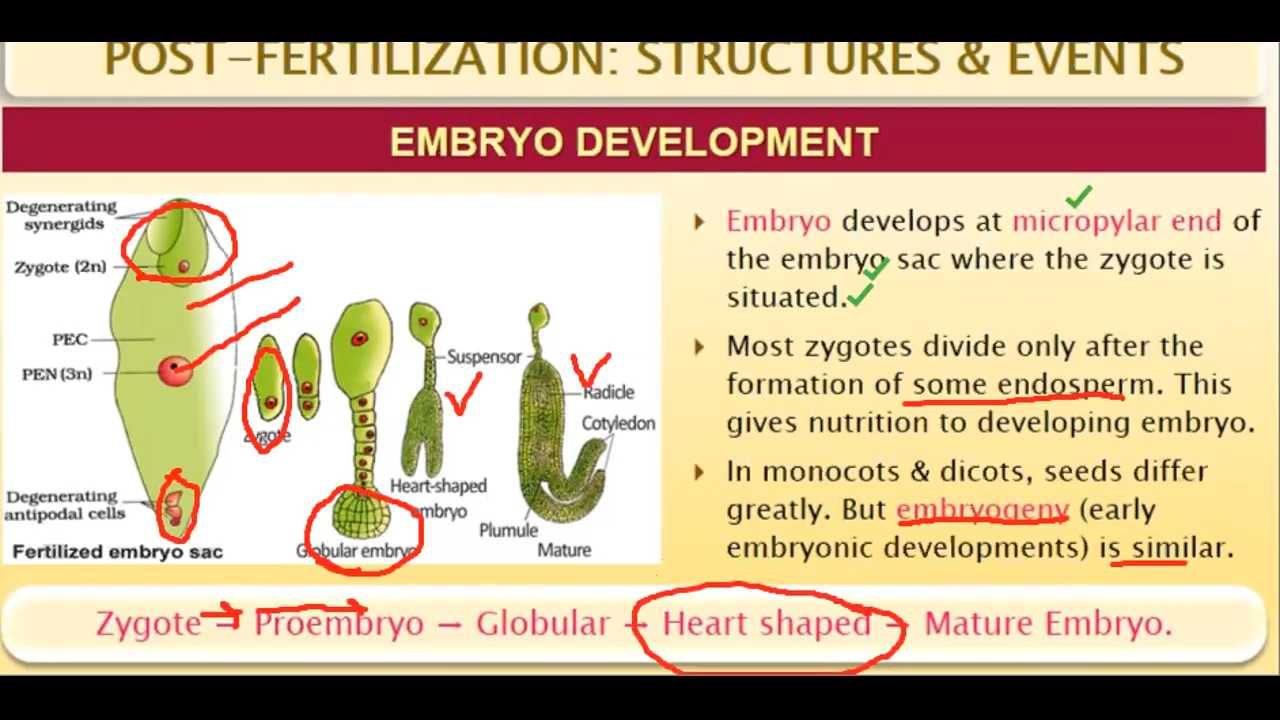 POST-FERTILIZATION: STRUCTURES & EVENTS
EMBRYO DEVELOPMENT
Degenerating
synergids
Zygote (2n)
PEC
PEN (3n)
Degenerating
antipodal cells
Fertilized embryo sac
Zygote
Globular embryo
Suspensor
Heart-shaped
embryo
Radicle
Cotyledon
Plumule
Mature
Embryo develops at micropylar end of
the embryo sac where the zygote is
situated.
Most zygotes divide only after the
formation of some endosperm. This
gives nutrition to developing embryo.
In monocots & dicots, seeds differ
greatly. But embryogeny (early
embryonic developments) is similar.
Zygote → Proembryo → Globular → Heart shaped → Mature Embryo.